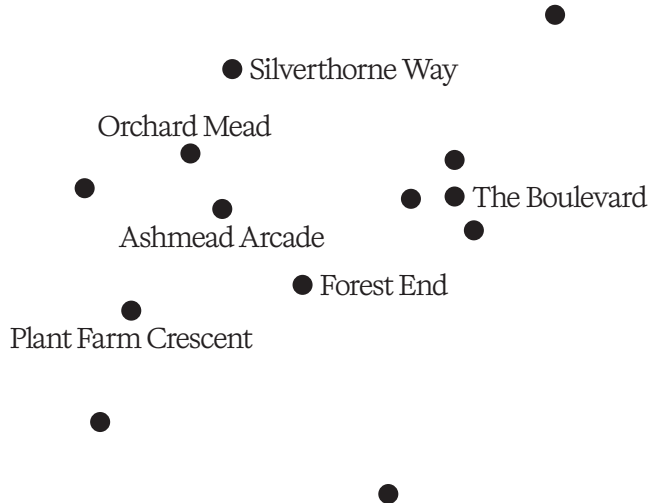 Silverthorne Way
Orchard Mead
The Boulevard
Ashmead Arcade
Forest End
Plant Farm Crescent